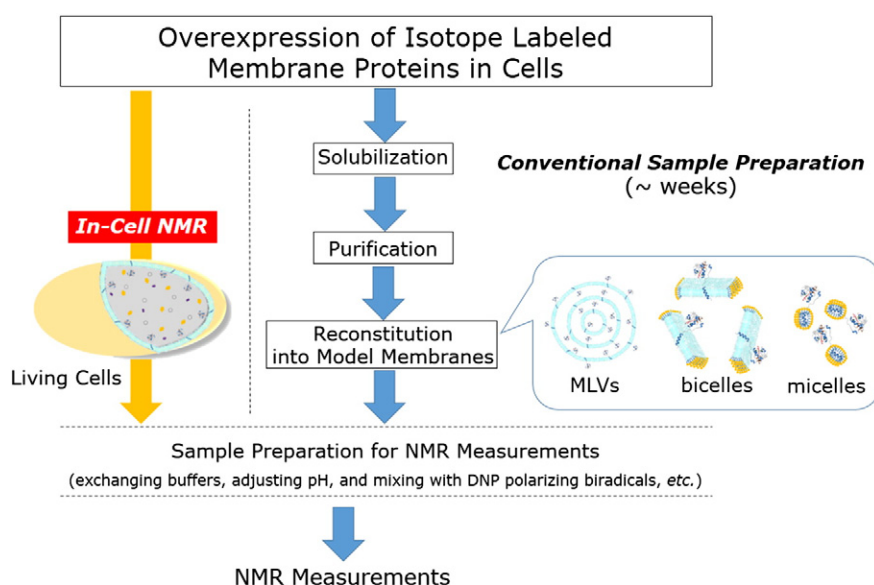 Overexpression of Isotope Labeled
Membrane Proteins in Cells
Solubilization
Conventional Sample Preparation
(~ weeks)
In-Cell NMR
Purification
Reconstitution
into Model Membranes
Living Cells
MLVs
bicelles
micelles
Sample Preparation for NMR Measurements
(exchanging buffers, adjusting pH, and mixing with DNP polarizing biradicals, etc.)
NMR Measurements